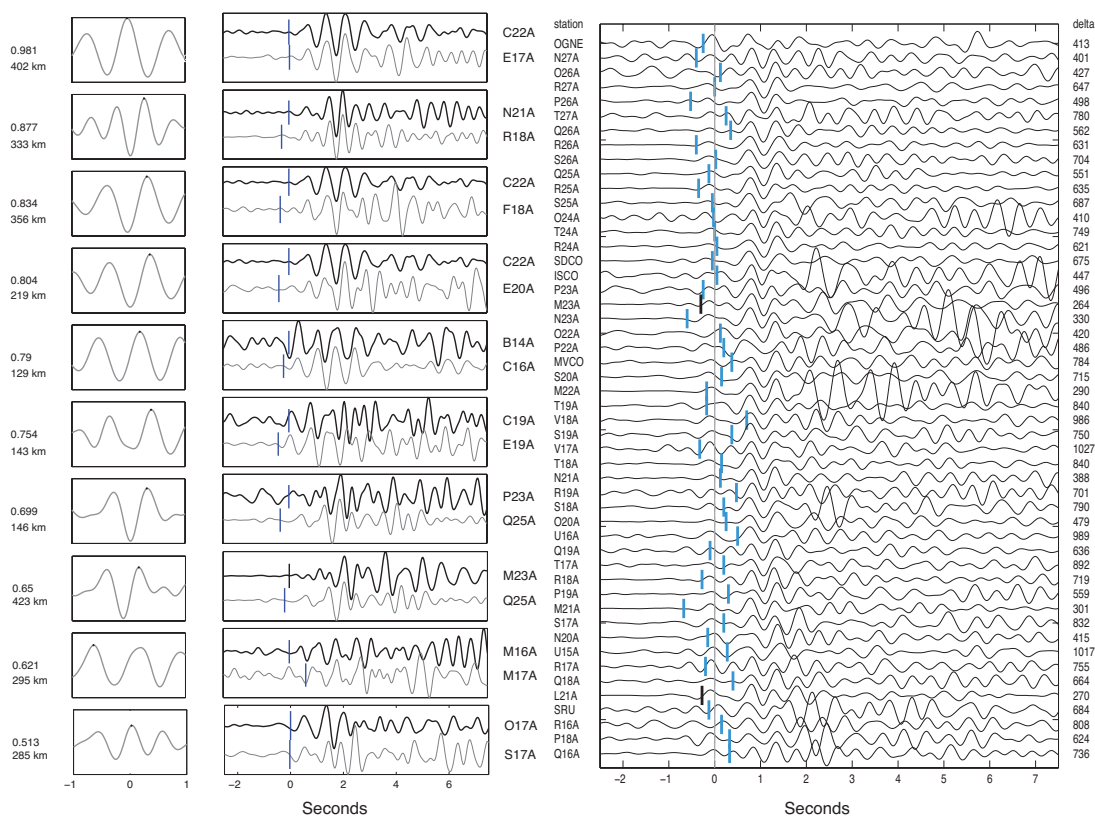 0.981
402 km
C22A
E17A
0.877
333 km
N21A
R18A
0.834
356 km
C22A
F18A
0.804
219 km
C22A
E20A
0.79
129 km
B14A
C16A
0.754
143 km
C19A
E19A
0.699
146 km
P23A
Q25A
0.65
423 km
M23A
Q25A
0.621
295 km
M16A
M17A
0.513
285 km
O17A
S17A
−1 0 1
−2 0 2 4 6
Seconds
station delta
OGNE 413
N27A 401
O26A 427
R27A 647
P26A 498
T27A 780
Q26A 562
R26A 631
S26A 704
Q25A 551
R25A 635
S25A 687
O24A 410
T24A 749
R24A 621
SDCO 675
ISCO 447
P23A 496
M23A 264
N23A 330
O22A 420
P22A 486
MVCO 784
S20A 715
M22A 290
T19A 840
V18A 986
S19A 750
V17A 1027
T18A 840
N21A 388
R19A 701
S18A 790
O20A 479
U16A 989
Q19A 636
T17A 892
R18A 719
P19A 559
M21A 301
S17A 832
N20A 415
U15A 1017
R17A 755
Q18A 664
L21A 270
SRU 684
R16A 808
P18A 624
Q16A 736
−2 −1 0 1 2 3 4 5 6 7
Seconds